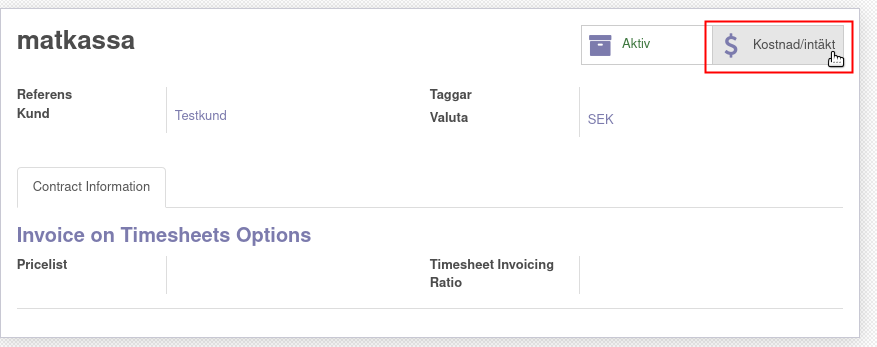 matkassa
Aktiv
$ Kostnad/intäkt
Referens
Kund
Testkund
Taggar
Valuta
SEK
Contract Information
Invoice on Timesheets Options
Pricelist
Timesheet Invoicing
Ratio